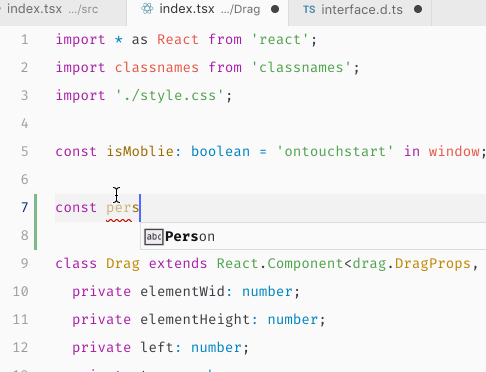 index.tsx .../src index.tsx .../Drag TS interface.d.ts
1 import * as React from 'react';
2 import classnames from 'classnames';
3 import './style.css';
4
5 const isMoblie: boolean = 'ontouchstart' in window;
6
7 const pers
8 abc Person
9 class Drag extends React.Component<drag.DragProps,
10 private elementWid: number;
11 private elementHeight: number;
12 private left: number;